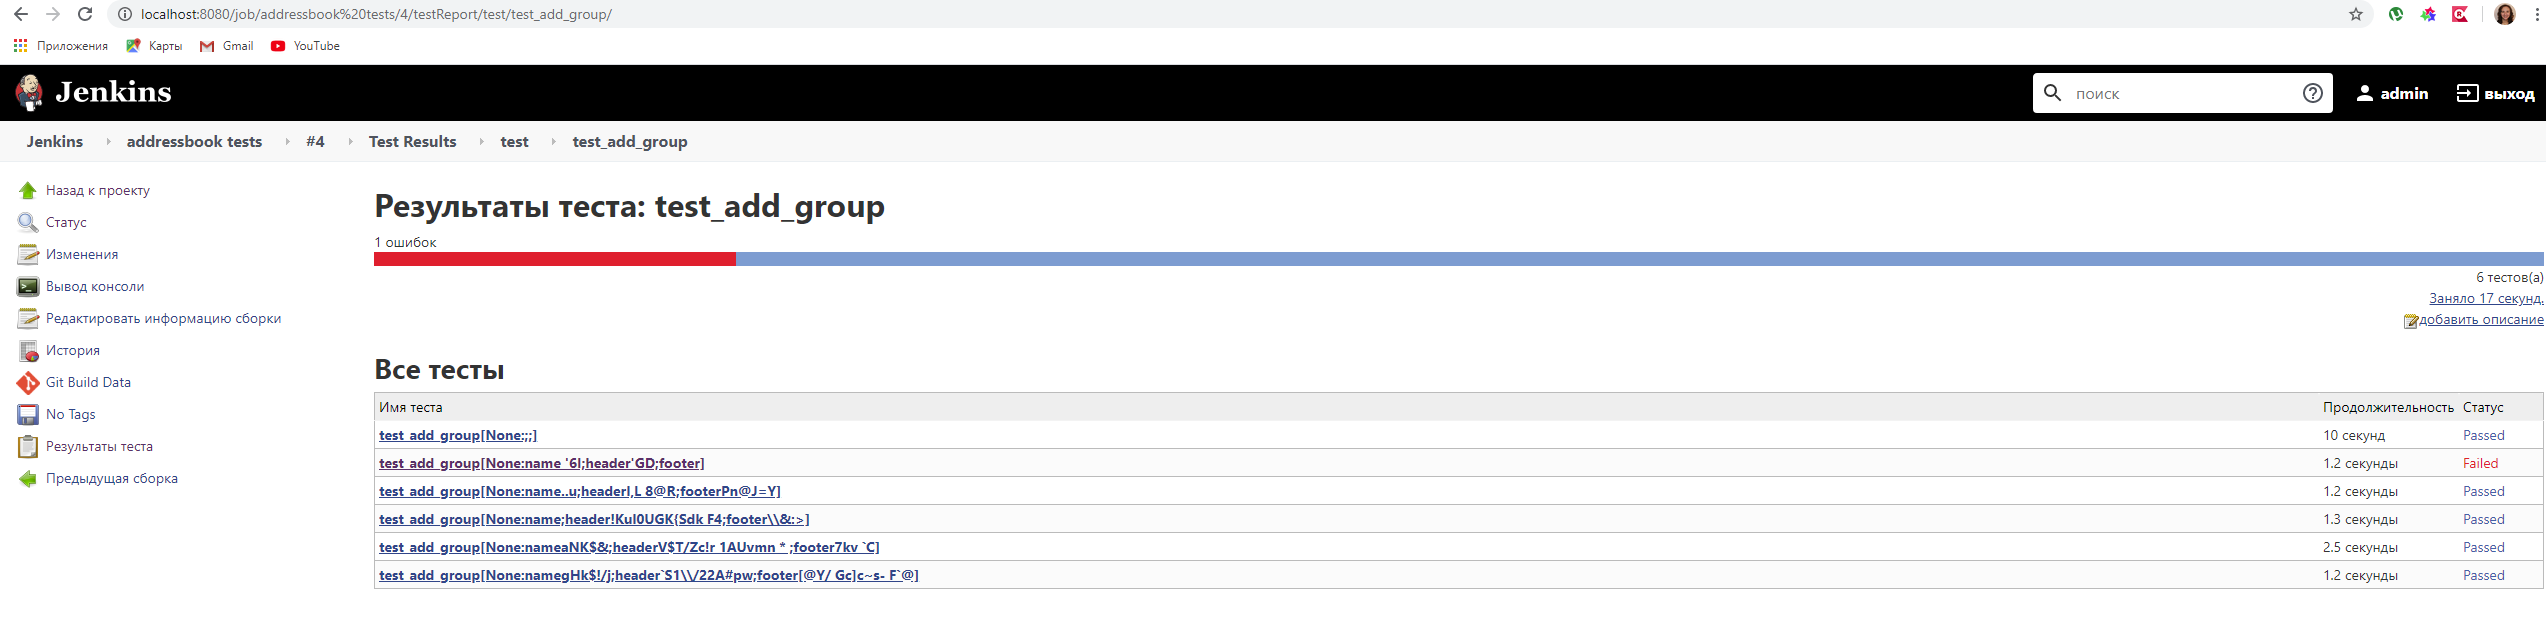 localhost:8080/job/addressbook%20tests/4/testReport/test/test_add_group/
Приложения Карты Gmail YouTube
Jenkins поиск admin выход
Jenkins addressbook tests #4 Test Results test test_add_group
Назад к проекту
Статус
Изменения
Вывод консоли
Редактировать информацию сборки
История
Git Build Data
No Tags
Результаты теста
Предыдущая сборка
Результаты теста: test_add_group
1 ошибок
6 тестов(а)
Заняло 17 секунд.
добавить описание
Все тесты
Имя теста Продолжительность Статус
test_add_group[None:;;] 10 секунд Passed
test_add_group[None:name '6l;header'GD;footer] 1.2 секунды Failed
test_add_group[None:name..u;headerl,L 8@R;footerPn@J=Y] 1.2 секунды Passed
test_add_group[None:name;header!Kul0UGK{Sdk F4;footer\\&:>] 1.3 секунды Passed
test_add_group[None:nameaNK$&;headerV$T/Zc!r 1AUvmn * ;footer7kv `C] 2.5 секунды Passed
test_add_group[None:namegHk$!/j;header`S1\\/22A#pw;footer[@Y/ Gc]c~s- F`@] 1.2 секунды Passed